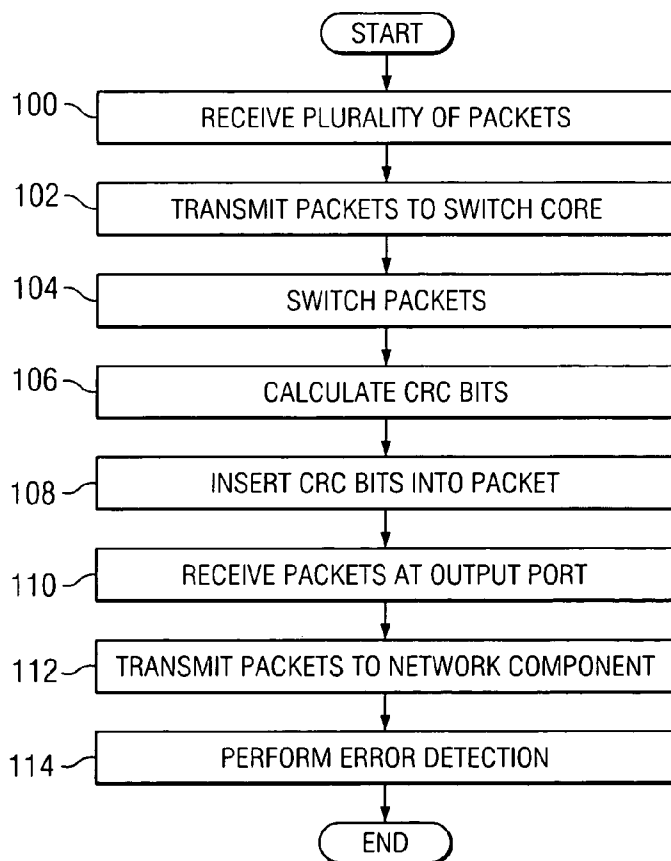 START
100
RECEIVE PLURALITY OF PACKETS
102
TRANSMIT PACKETS TO SWITCH CORE
104
SWITCH PACKETS
106
CALCULATE CRC BITS
108
INSERT CRC BITS INTO PACKET
110
RECEIVE PACKETS AT OUTPUT PORT
112
TRANSMIT PACKETS TO NETWORK COMPONENT
114
PERFORM ERROR DETECTION
END